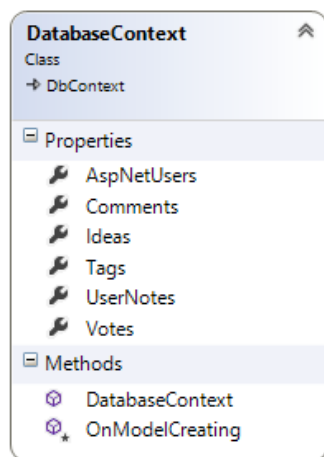 DatabaseContext
Class
DbContext
Properties
AspNetUsers
Comments
Ideas
Tags
UserNotes
Votes
Methods
DatabaseContext
OnModelCreating